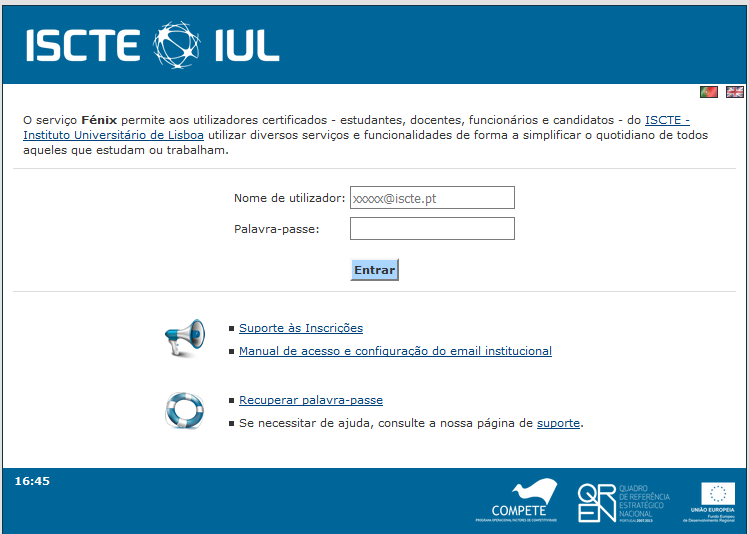 ISCTE IUL
O serviço Fénix permite aos utilizadores certificados - estudantes, docentes, funcionários e candidatos - do ISCTE -
Instituto Universitário de Lisboa utilizar diversos serviços e funcionalidades de forma a simplificar o quotidiano de todos
aqueles que estudam ou trabalham.
Nome de utilizador: xxxxx@iscte.pt
Palavra-passe:
Entrar
Suporte às Inscrições
Manual de acesso e configuração do email institucional
Recuperar palavra-passe
Se necessitar de ajuda, consulte a nossa página de suporte.
16:45
COMPETE
PROGRAMA OPERACIONAL FACTORES DE COMPETITIVIDADE
QREN
QUADRO
DE REFERÊNCIA
ESTRATÉGICO
NACIONAL
PORTUGAL 2007.2013
UNIÃO EUROPEIA
Fundo Europeu
de Desenvolvimento Regional